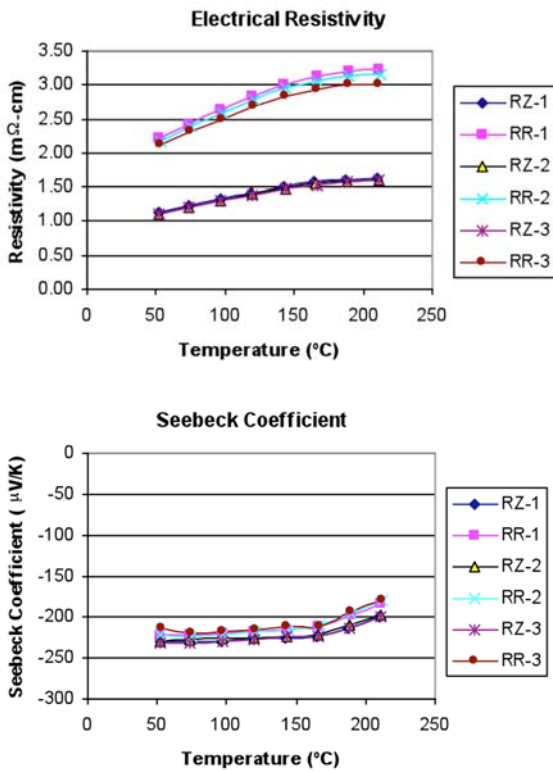 Electrical Resistivity
Resistivity (mΩ-cm)
3.50
3.00
2.50
2.00
1.50
1.00
0.50
0.00
0 50 100 150 200 250
Temperature (°C)
RZ-1
RR-1
RZ-2
RR-2
RZ-3
RR-3
Seebeck Coefficient
Seebeck Coefficient ( μV/K)
0
-50
-100
-150
-200
-250
-300
0 50 100 150 200 250
Temperature (°C)
RZ-1
RR-1
RZ-2
RR-2
RZ-3
RR-3